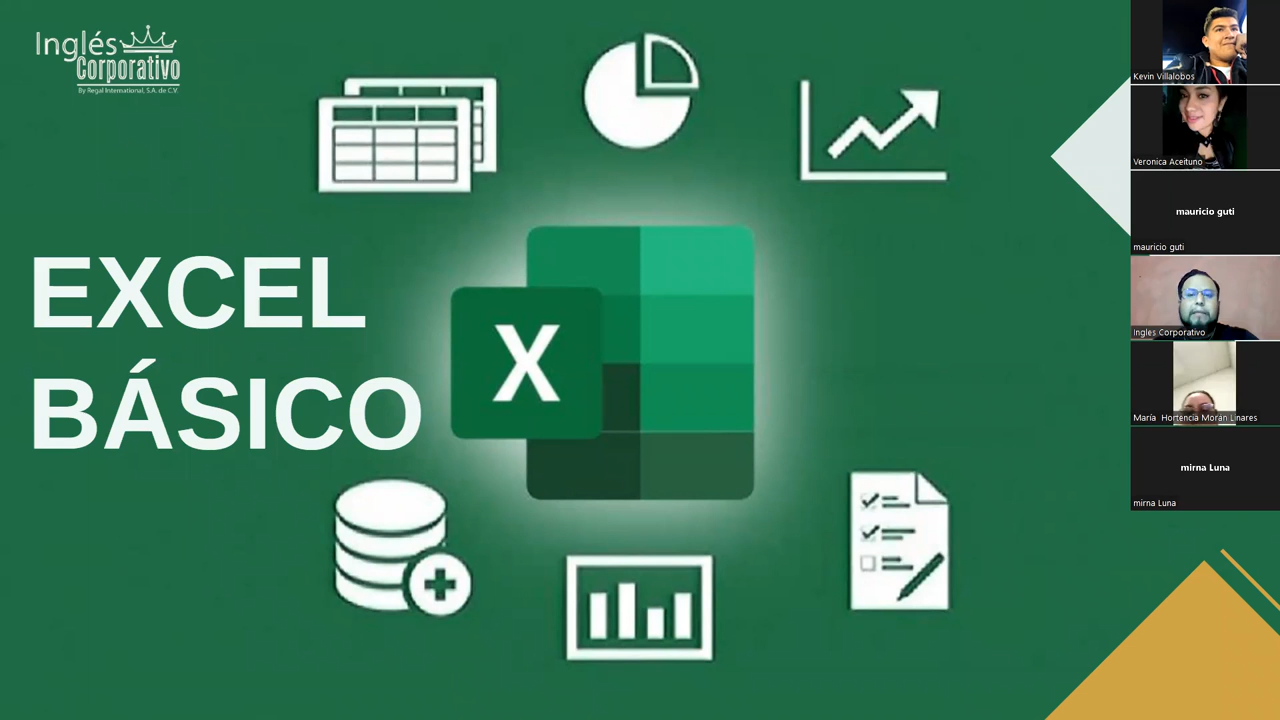 Inglés
Corporativo
By Regal International, S.A. de C.V.
EXCEL
BÁSICO
X
Kevin Villalobos
Veronica Aceituno
mauricio guti
mauricio guti
Ingles Corporativo
María Hortencia Morán Linares
mirna Luna
mirna Luna